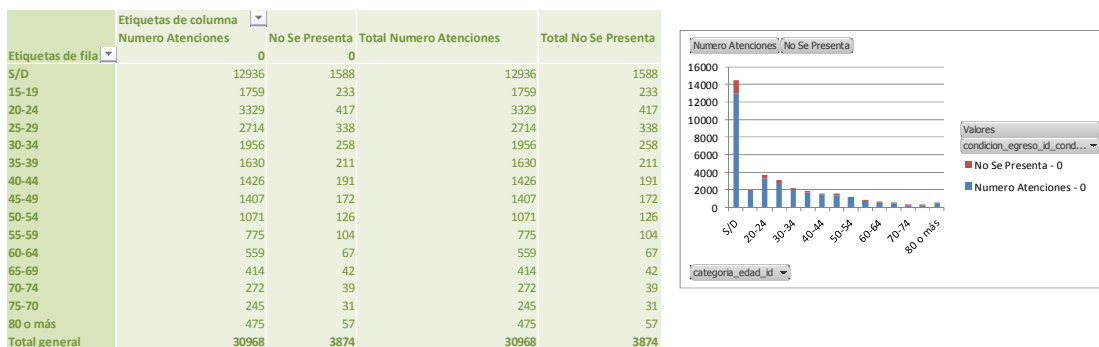 Etiquetas de columna
Numero Atenciones No Se Presenta Total Numero Atenciones Total No Se Presenta
Etiquetas de fila 0 0
S/D 12936 1588 12936 1588
15-19 1759 233 1759 233
20-24 3329 417 3329 417
25-29 2714 338 2714 338
30-34 1956 258 1956 258
35-39 1630 211 1630 211
40-44 1426 191 1426 191
45-49 1407 172 1407 172
50-54 1071 126 1071 126
55-59 775 104 775 104
60-64 559 67 559 67
65-69 414 42 414 42
70-74 272 39 272 39
75-70 245 31 245 31
80 o más 475 57 475 57
Total general 30968 3874 30968 3874
Numero Atenciones No Se Presenta
16000
14000
12000
10000
8000
6000
4000
2000
0
S/D 20-24 30-34 40-44 50-54 60-64 70-74 80 o más
Valores
condicion_egreso_id_cond...
No Se Presenta - 0
Numero Atenciones - 0
categoria_edad_id